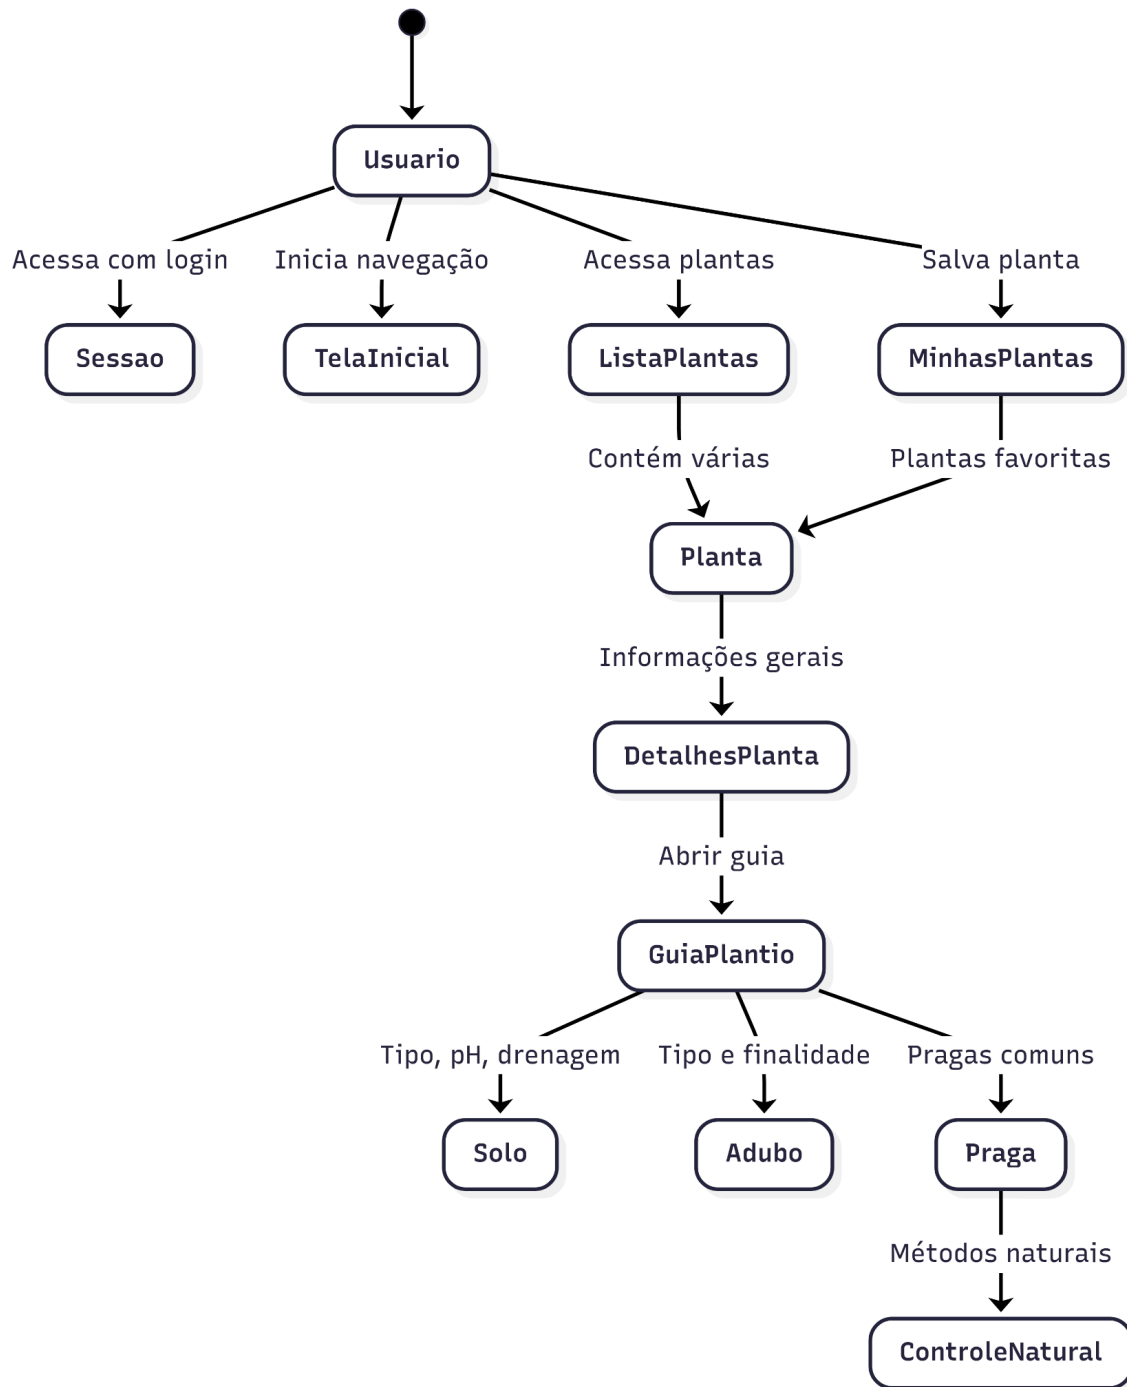 Usuario
Acessa com login
Inicia navegação
Acessa plantas
Salva planta
Sessao
TelaInicial
ListaPlantas
MinhasPlantas
Contém várias
Plantas favoritas
Planta
Informações gerais
DetalhesPlanta
Abrir guia
GuiaPlantio
Tipo, pH, drenagem
Tipo e finalidade
Pragas comuns
Solo
Adubo
Praga
Métodos naturais
ControleNatural